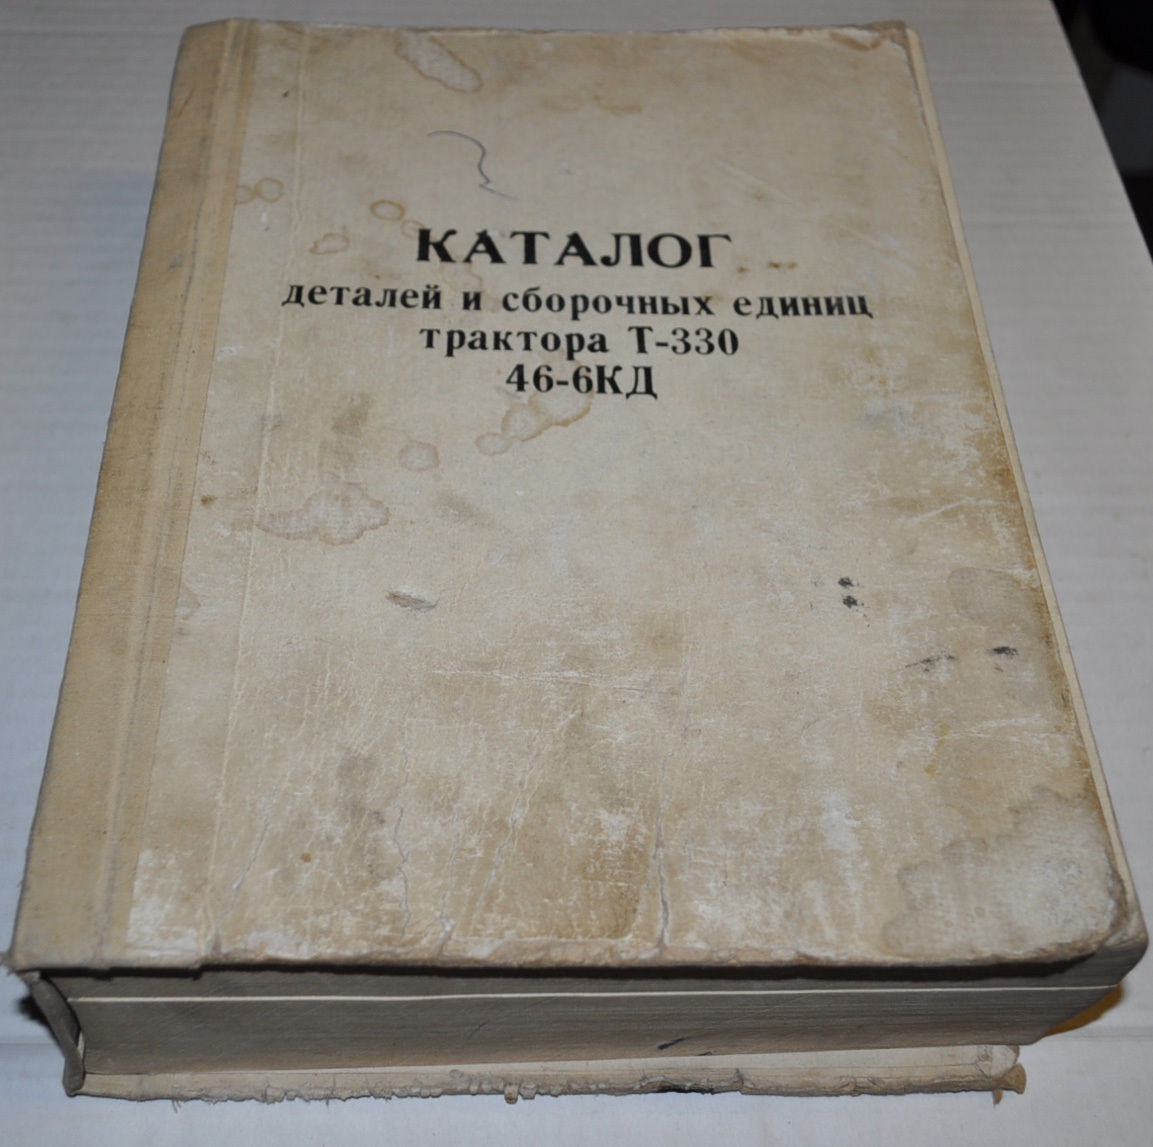 КАТАЛОГ
деталей и сборочных единиц
трактора Т-330
46-6КД